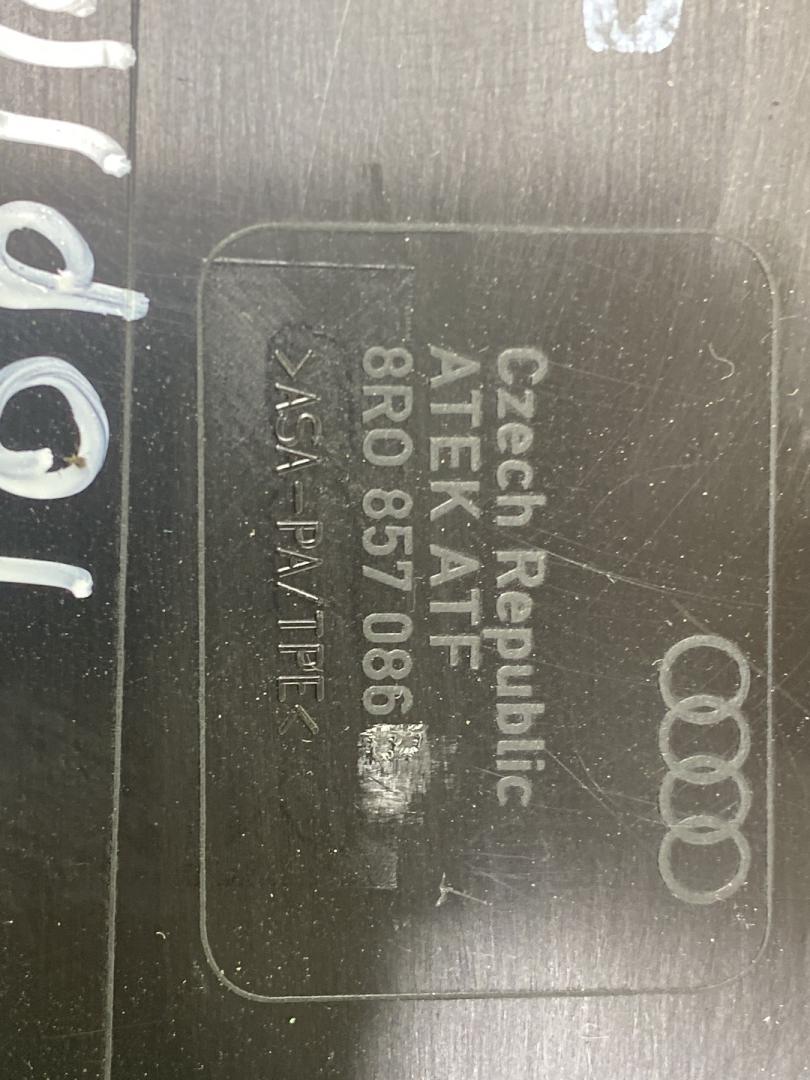 Czech Republic
ATEK ATF
8R0 857 086
>ASA-PA/TPE<